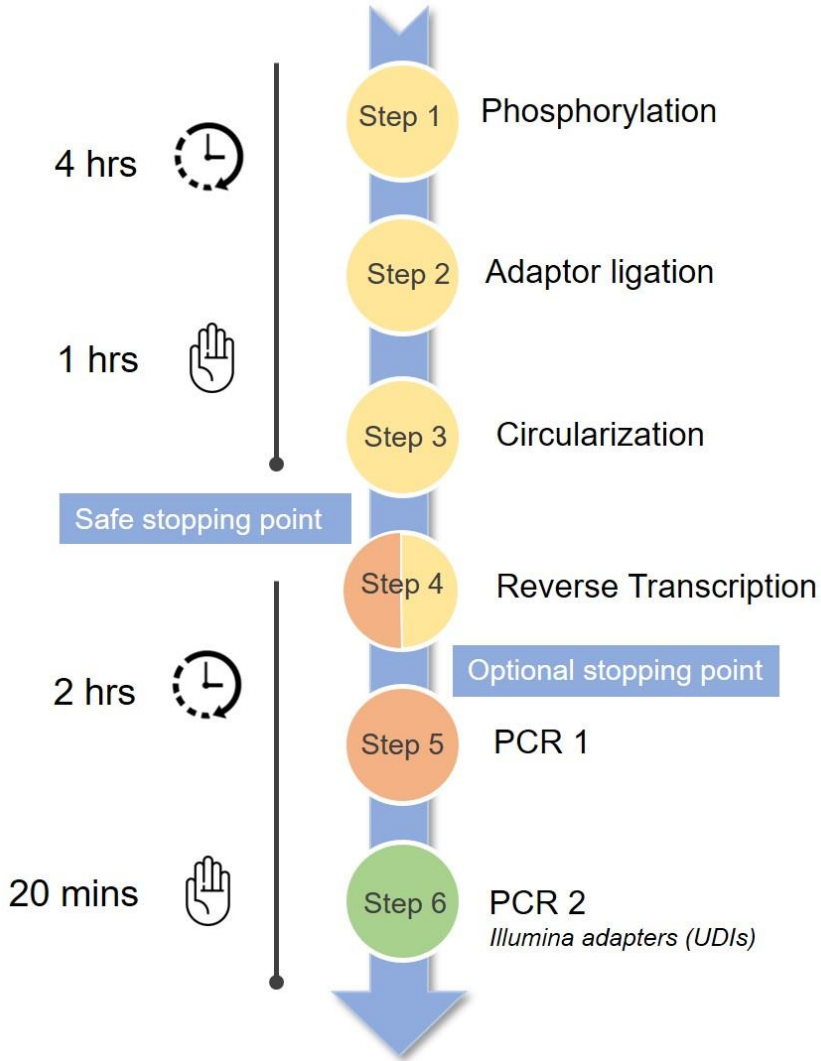 Step 1
Phosphorylation
4 hrs
Step 2
Adaptor ligation
1 hrs
Step 3
Circularization
Safe stopping point
Step 4
Reverse Transcription
Optional stopping point
2 hrs
Step 5
PCR 1
20 mins
Step 6
PCR 2
Illumina adapters (UDIs)